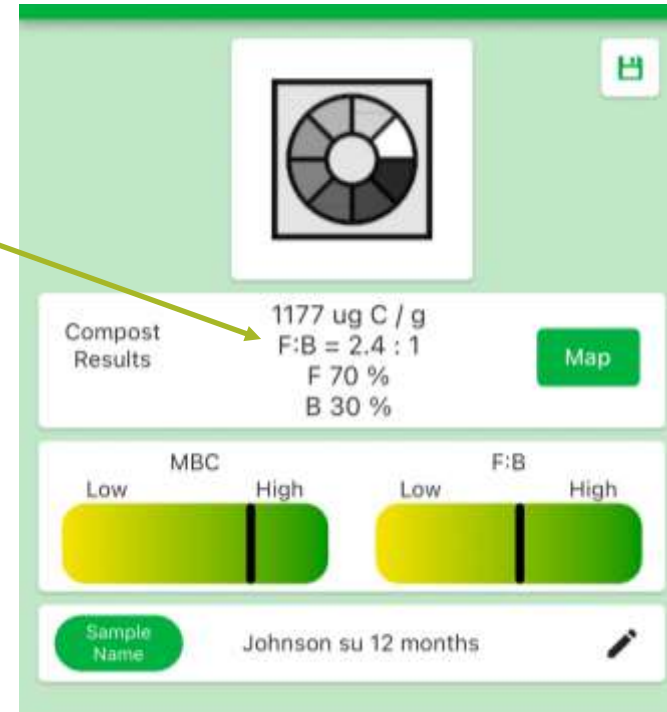 Compost
Results
1177 ug C / g
F:B = 2.4 : 1
F 70 %
B 30 %
Map
MBC
Low High
F:B
Low High
Sample
Name
Johnson su 12 months